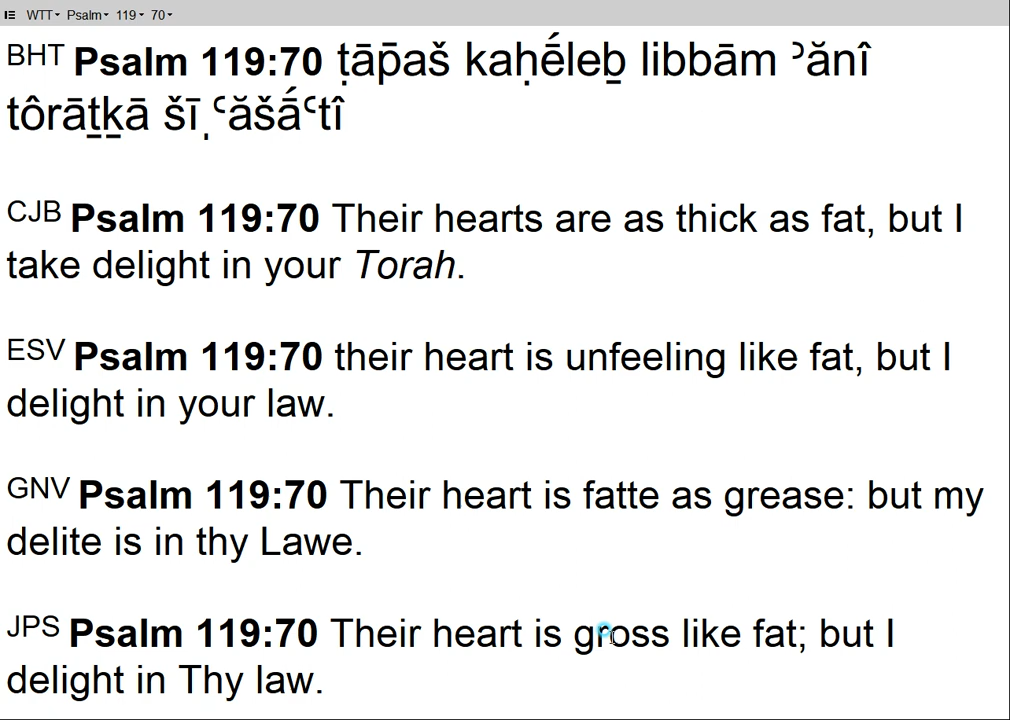 WTT Psalm 119 70
BHT Psalm 119:70 ṭāp̄aš kaḥḗleḇ libbām ʾănî
tôrāṯḵā šīˌʿăšā́ʿtî
CJB Psalm 119:70 Their hearts are as thick as fat, but I
take delight in your Torah.
ESV Psalm 119:70 their heart is unfeeling like fat, but I
delight in your law.
GNV Psalm 119:70 Their heart is fatte as grease: but my
delite is in thy Lawe.
JPS Psalm 119:70 Their heart is gross like fat; but I
delight in Thy law.